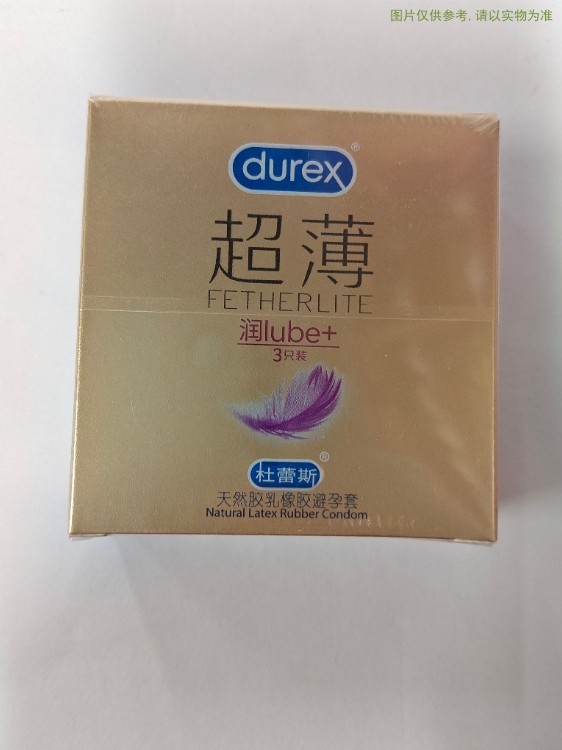 图片仅供参考, 请以实物为准
durex®
超薄
FETHERLITE
润lube+
3只装
杜蕾斯®
天然胶乳橡胶避孕套
Natural Latex Rubber Condom